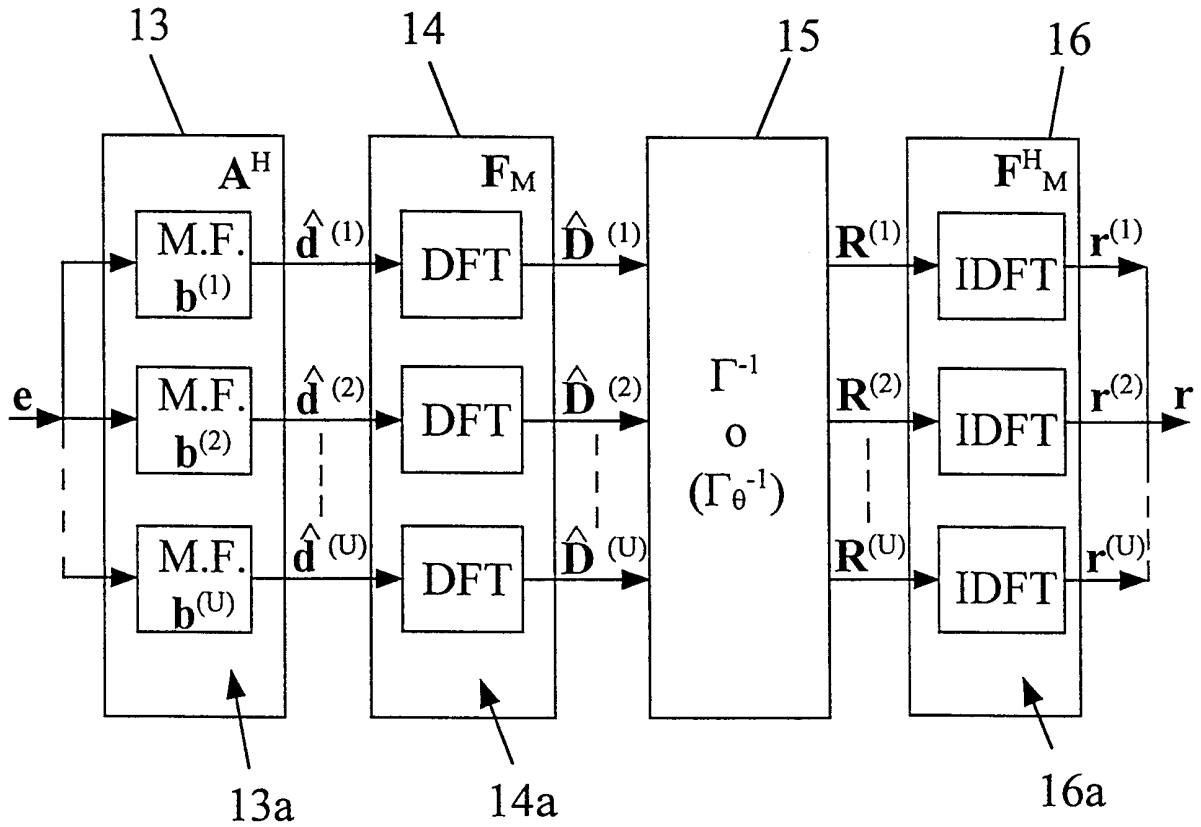 13 14 15 16
A^H F_M F^H_M
M.F. b^(1) d̂^(1) DFT D̂^(1) R^(1) IDFT r^(1)
e M.F. b^(2) d̂^(2) DFT D̂^(2) Γ^-1 o (Γ_θ^-1) R^(2) IDFT r^(2) r
M.F. b^(U) d̂^(U) DFT D̂^(U) R^(U) IDFT r^(U)
13a 14a 16a